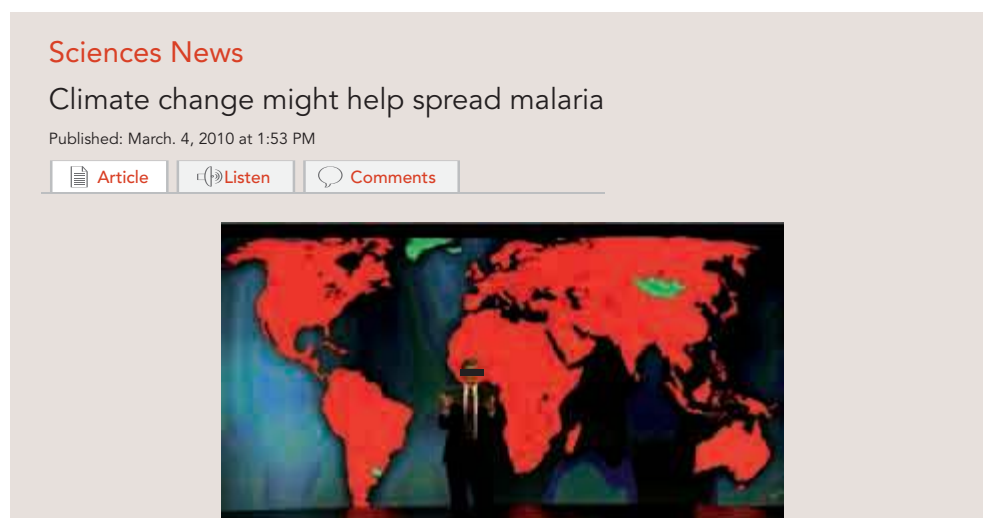 Sciences News
Climate change might help spread malaria
Published: March. 4, 2010 at 1:53 PM
Article Listen Comments